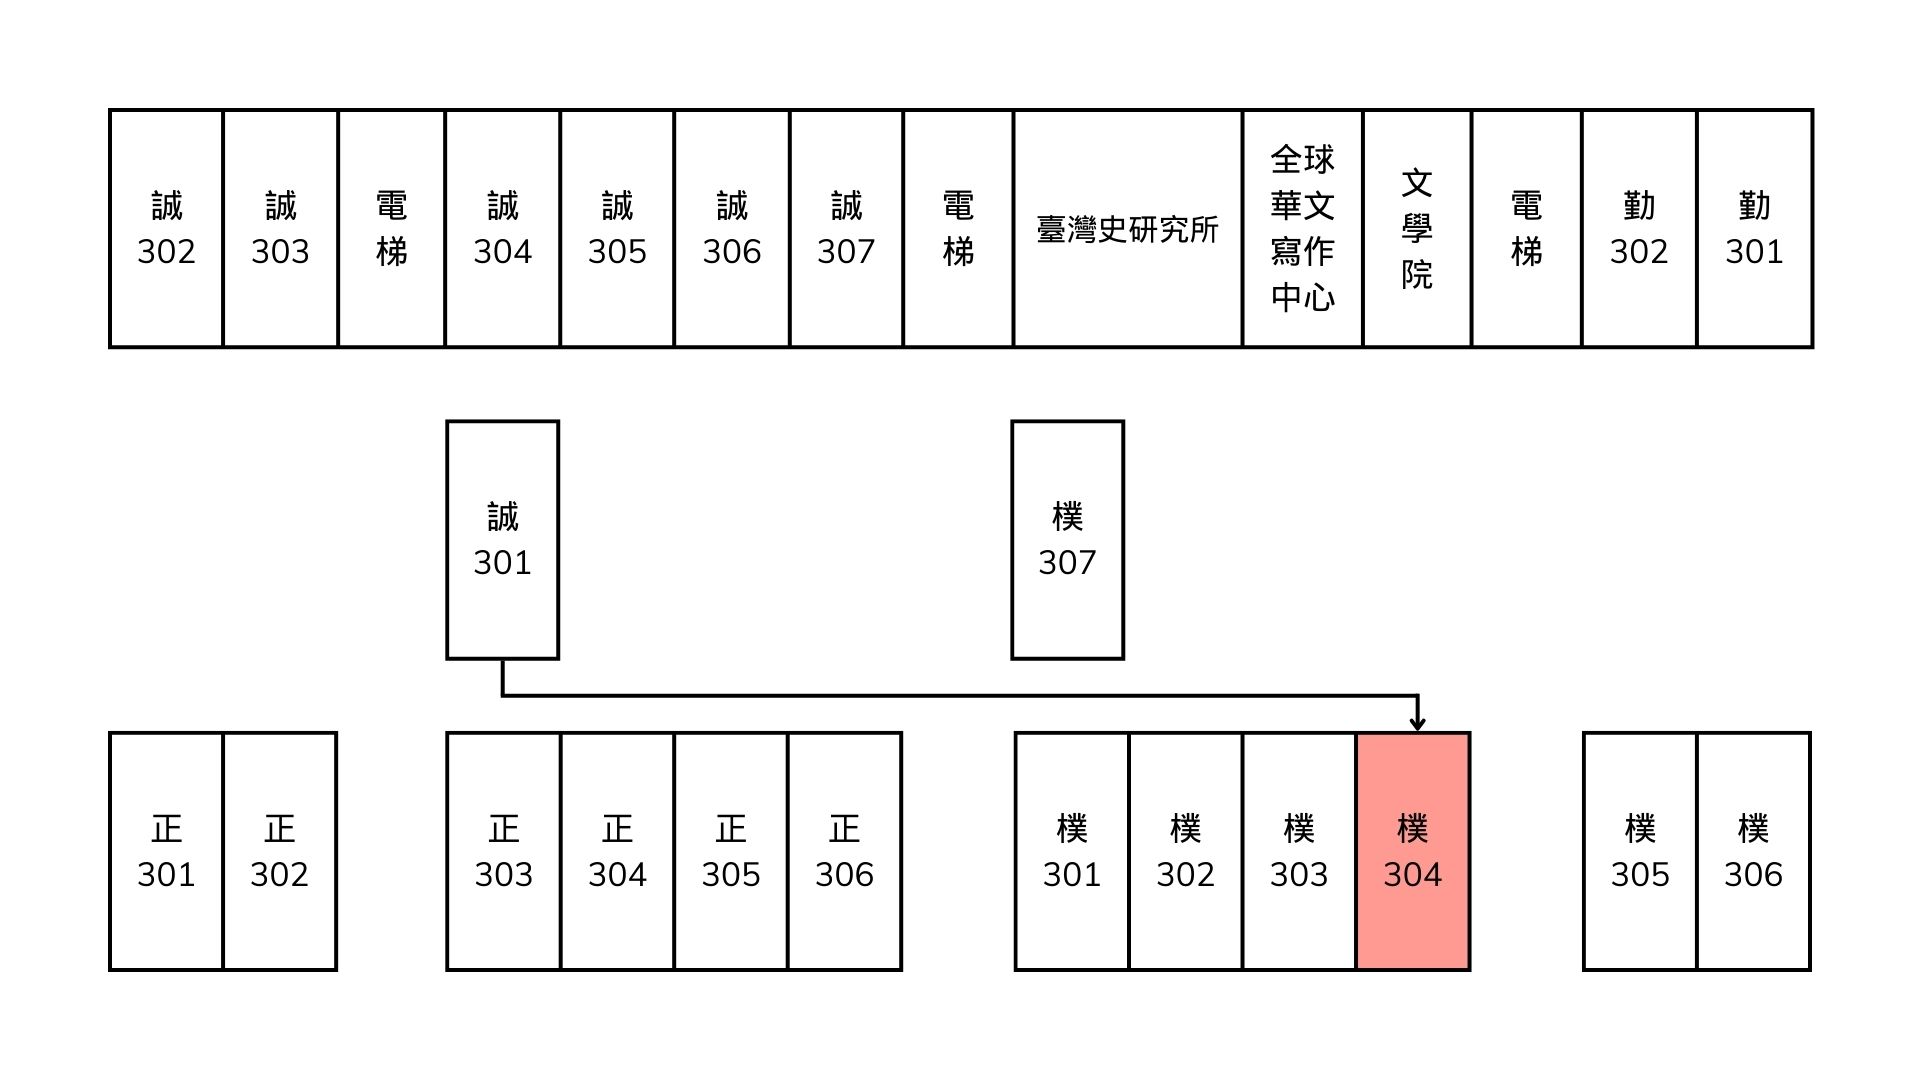 誠
302
誠
303
電
梯
誠
304
誠
305
誠
306
誠
307
電
梯
臺灣史研究所
全球
華文
寫作
中心
文
學
院
電
梯
勤
302
勤
301
誠
301
樸
307
正
301
正
302
正
303
正
304
正
305
正
306
樸
301
樸
302
樸
303
樸
304
樸
305
樸
306